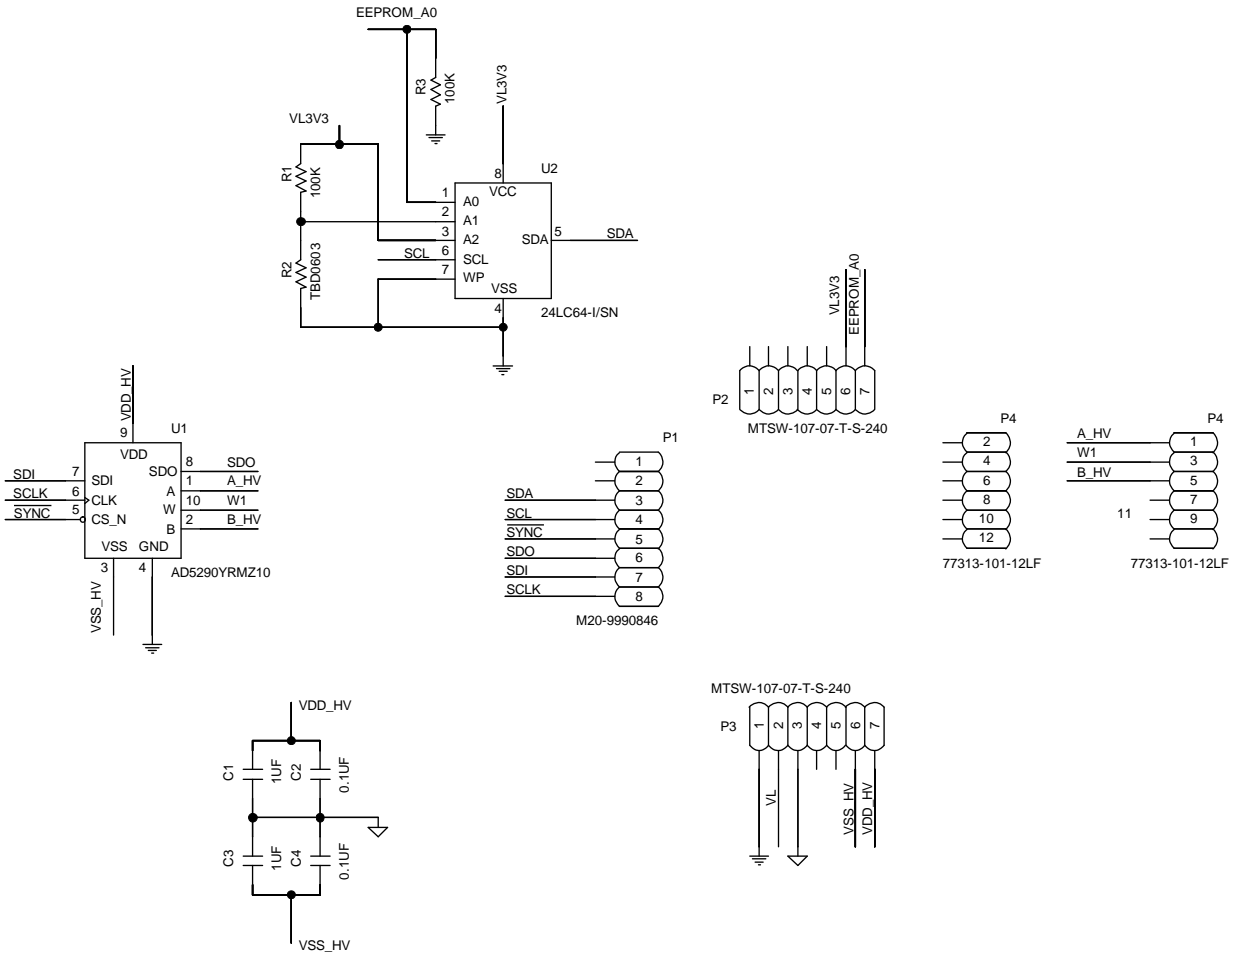 EEPROM_A0
R3
100K
VL3V3
VL3V3
R1
100K
R2
TBD0603
U2
8
VCC
1
A0
2
A1
3
A2
SCL
6
SCL
7
WP
SDA
5
SDA
VSS
4
24LC64-I/SN
VDD_HV
9
U1
VDD
SDI
7
SDI
SCLK
6
CLK
SYNC
5
CS_N
SDO
8
SDO
A
1
A_HV
W
10
W1
B
2
B_HV
VSS
GND
3
4
AD5290YRMZ10
VSS_HV
VL3V3
EEPROM_A0
P2
1
2
3
4
5
6
7
MTSW-107-07-T-S-240
P1
1
2
SDA
3
SCL
4
SYNC
5
SDO
6
SDI
7
SCLK
8
M20-9990846
P4
2
4
6
8
10
12
77313-101-12LF
P4
A_HV
1
W1
3
B_HV
5
7
11
9
77313-101-12LF
MTSW-107-07-T-S-240
P3
1
2
3
4
5
6
7
VL
VSS_HV
VDD_HV
VDD_HV
C1
1UF
C2
0.1UF
C3
1UF
C4
0.1UF
VSS_HV